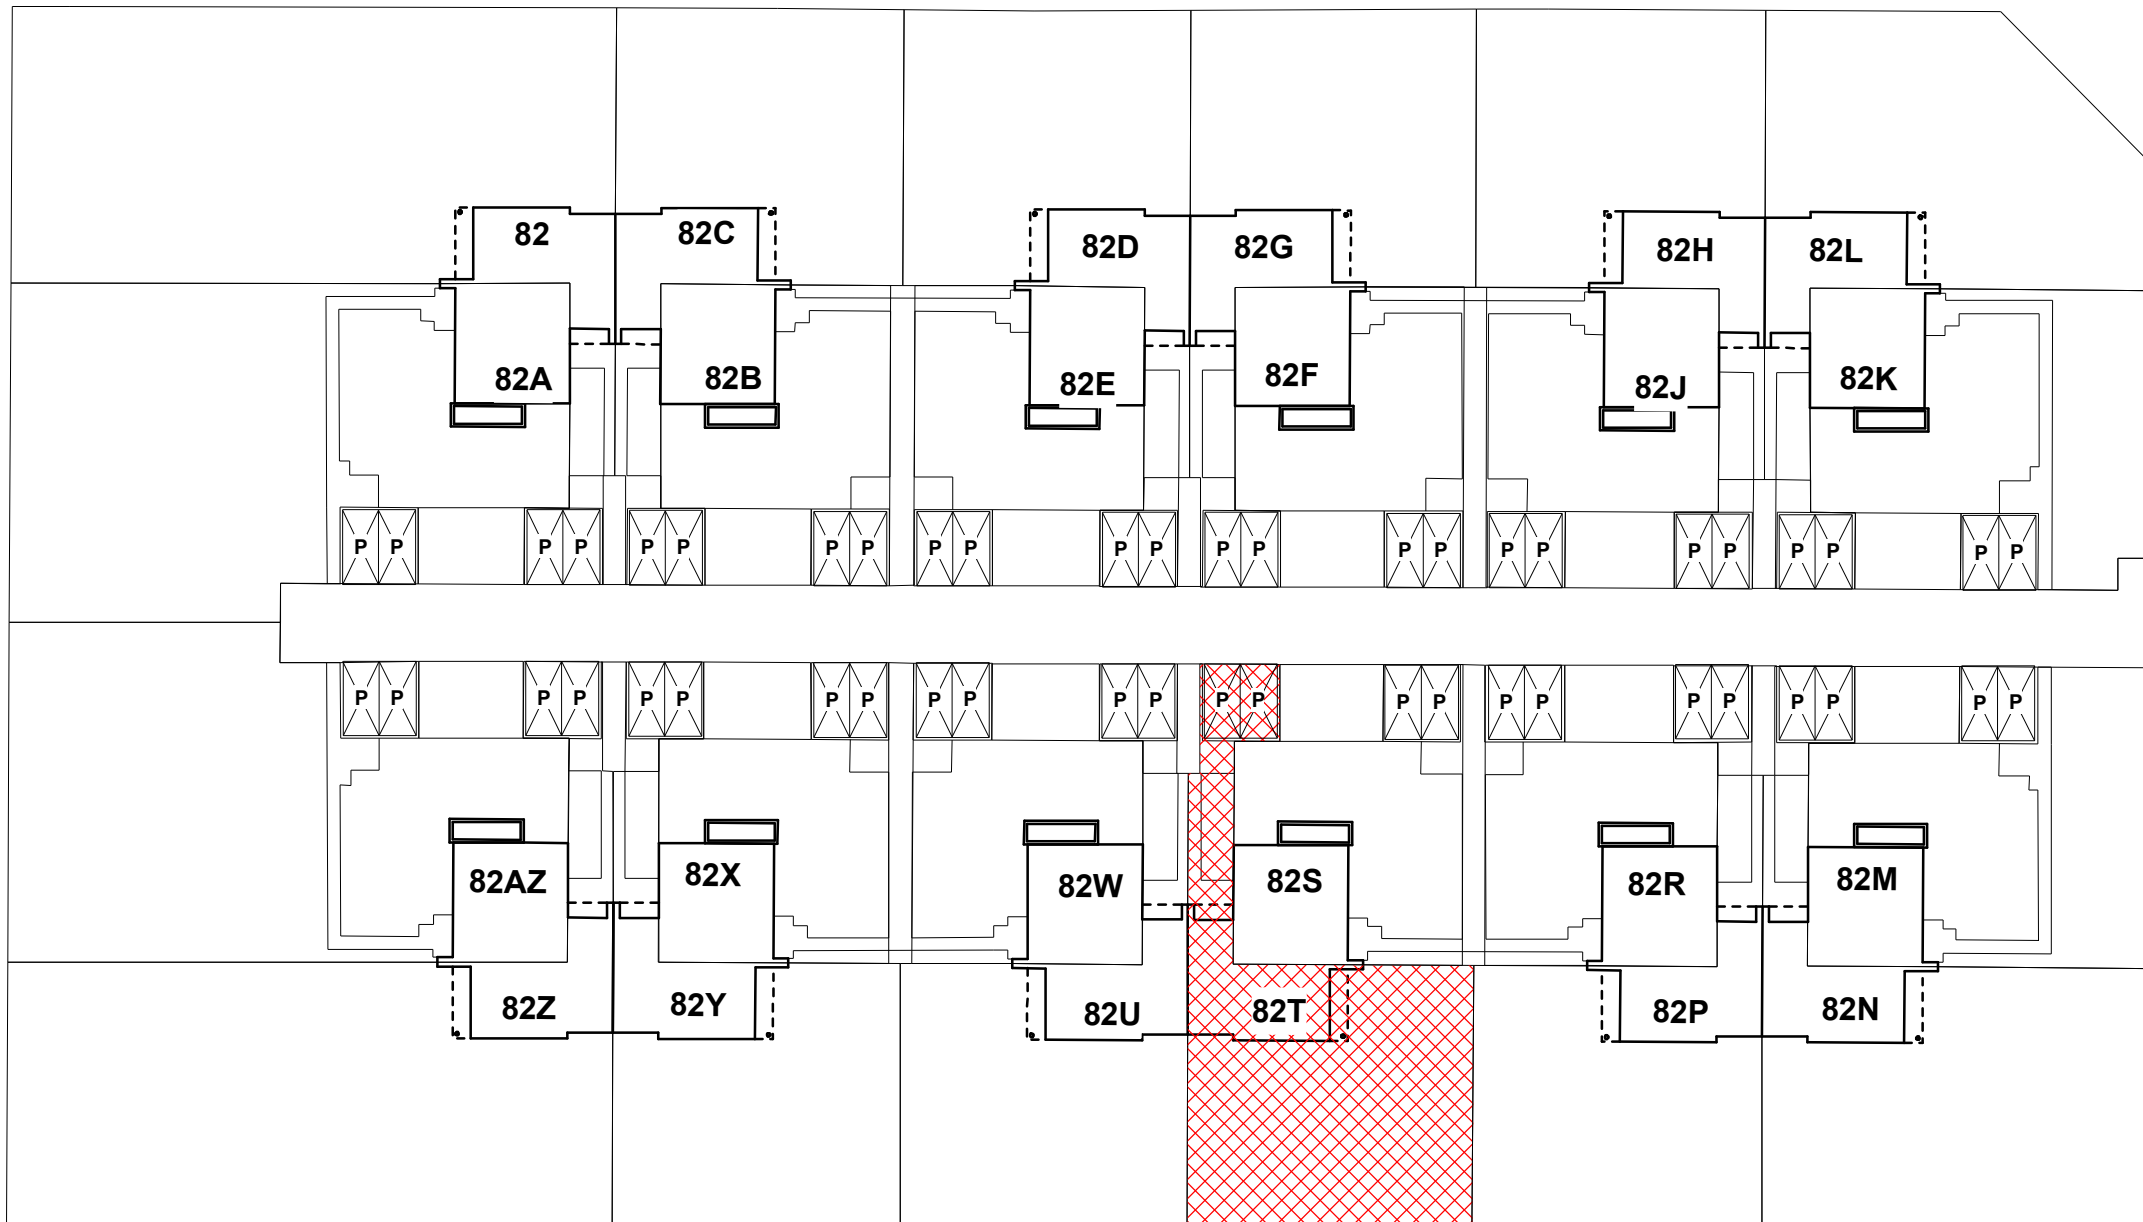 82 82C 82D 82G 82H 82L
82A 82B 82E 82F 82J 82K
P P P P P P P P P P P P P P P P P P P P P P P P
P P P P P P P P P P P P P P P P P P P P P P P P
82AZ 82X 82W 82S 82R 82M
82Z 82Y 82U 82T 82P 82N